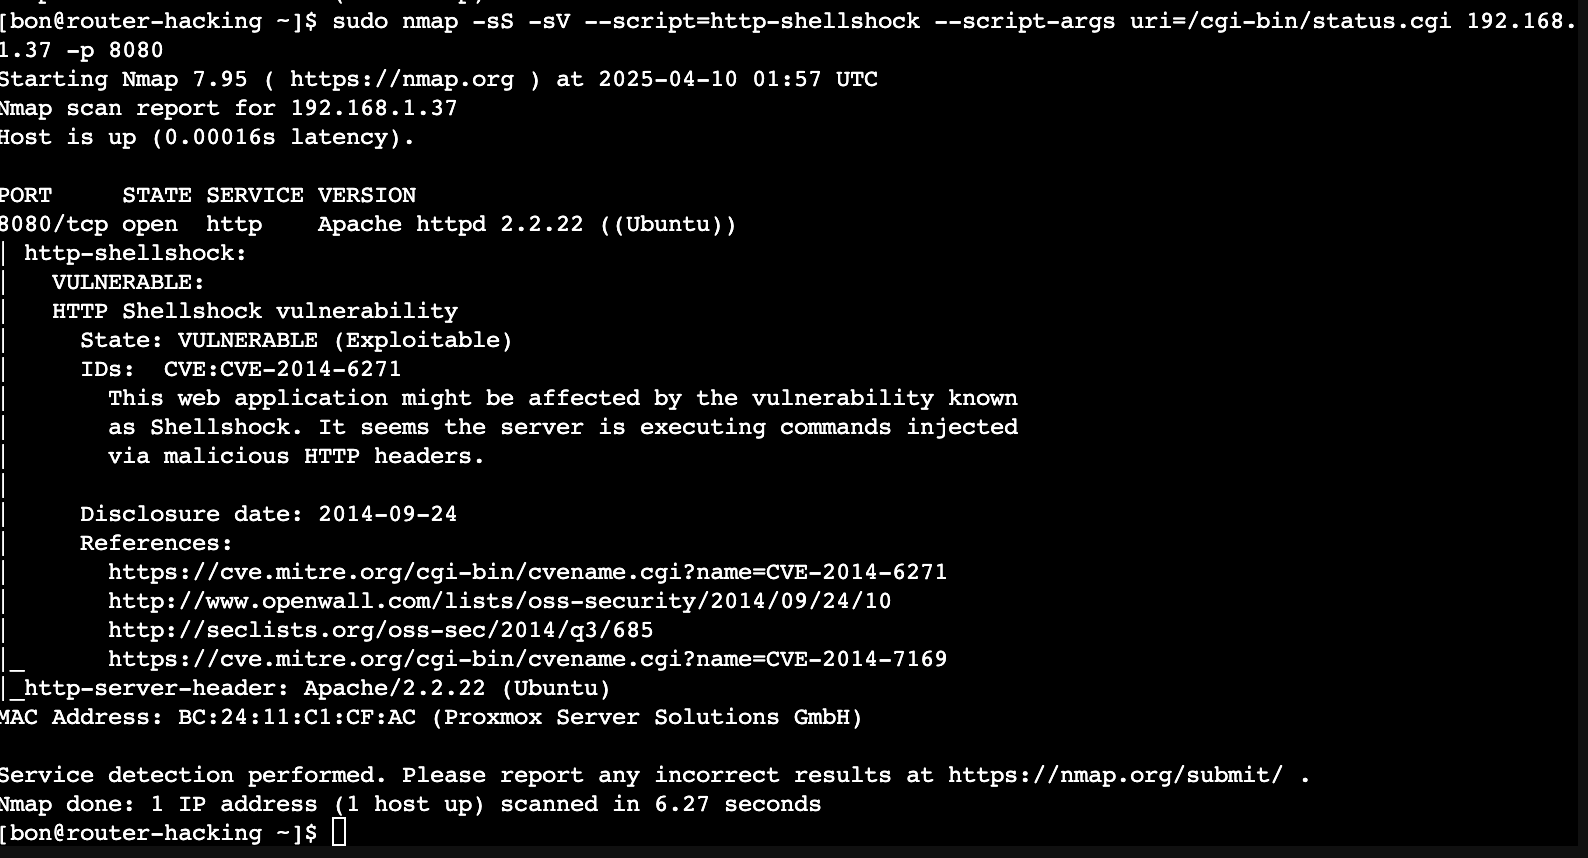 [bon@router-hacking ~]$ sudo nmap -sS -sV --script=http-shellshock --script-args uri=/cgi-bin/status.cgi 192.168.
1.37 -p 8080
Starting Nmap 7.95 ( https://nmap.org ) at 2025-04-10 01:57 UTC
Nmap scan report for 192.168.1.37
Host is up (0.00016s latency).

PORT     STATE SERVICE VERSION
8080/tcp open  http    Apache httpd 2.2.22 ((Ubuntu))
| http-shellshock:
|   VULNERABLE:
|   HTTP Shellshock vulnerability
|     State: VULNERABLE (Exploitable)
|     IDs:  CVE:CVE-2014-6271
|       This web application might be affected by the vulnerability known
|       as Shellshock. It seems the server is executing commands injected
|       via malicious HTTP headers.
|
|     Disclosure date: 2014-09-24
|     References:
|       https://cve.mitre.org/cgi-bin/cvename.cgi?name=CVE-2014-6271
|       http://www.openwall.com/lists/oss-security/2014/09/24/10
|       http://seclists.org/oss-sec/2014/q3/685
|_      https://cve.mitre.org/cgi-bin/cvename.cgi?name=CVE-2014-7169
|_http-server-header: Apache/2.2.22 (Ubuntu)
MAC Address: BC:24:11:C1:CF:AC (Proxmox Server Solutions GmbH)

Service detection performed. Please report any incorrect results at https://nmap.org/submit/ .
Nmap done: 1 IP address (1 host up) scanned in 6.27 seconds
[bon@router-hacking ~]$